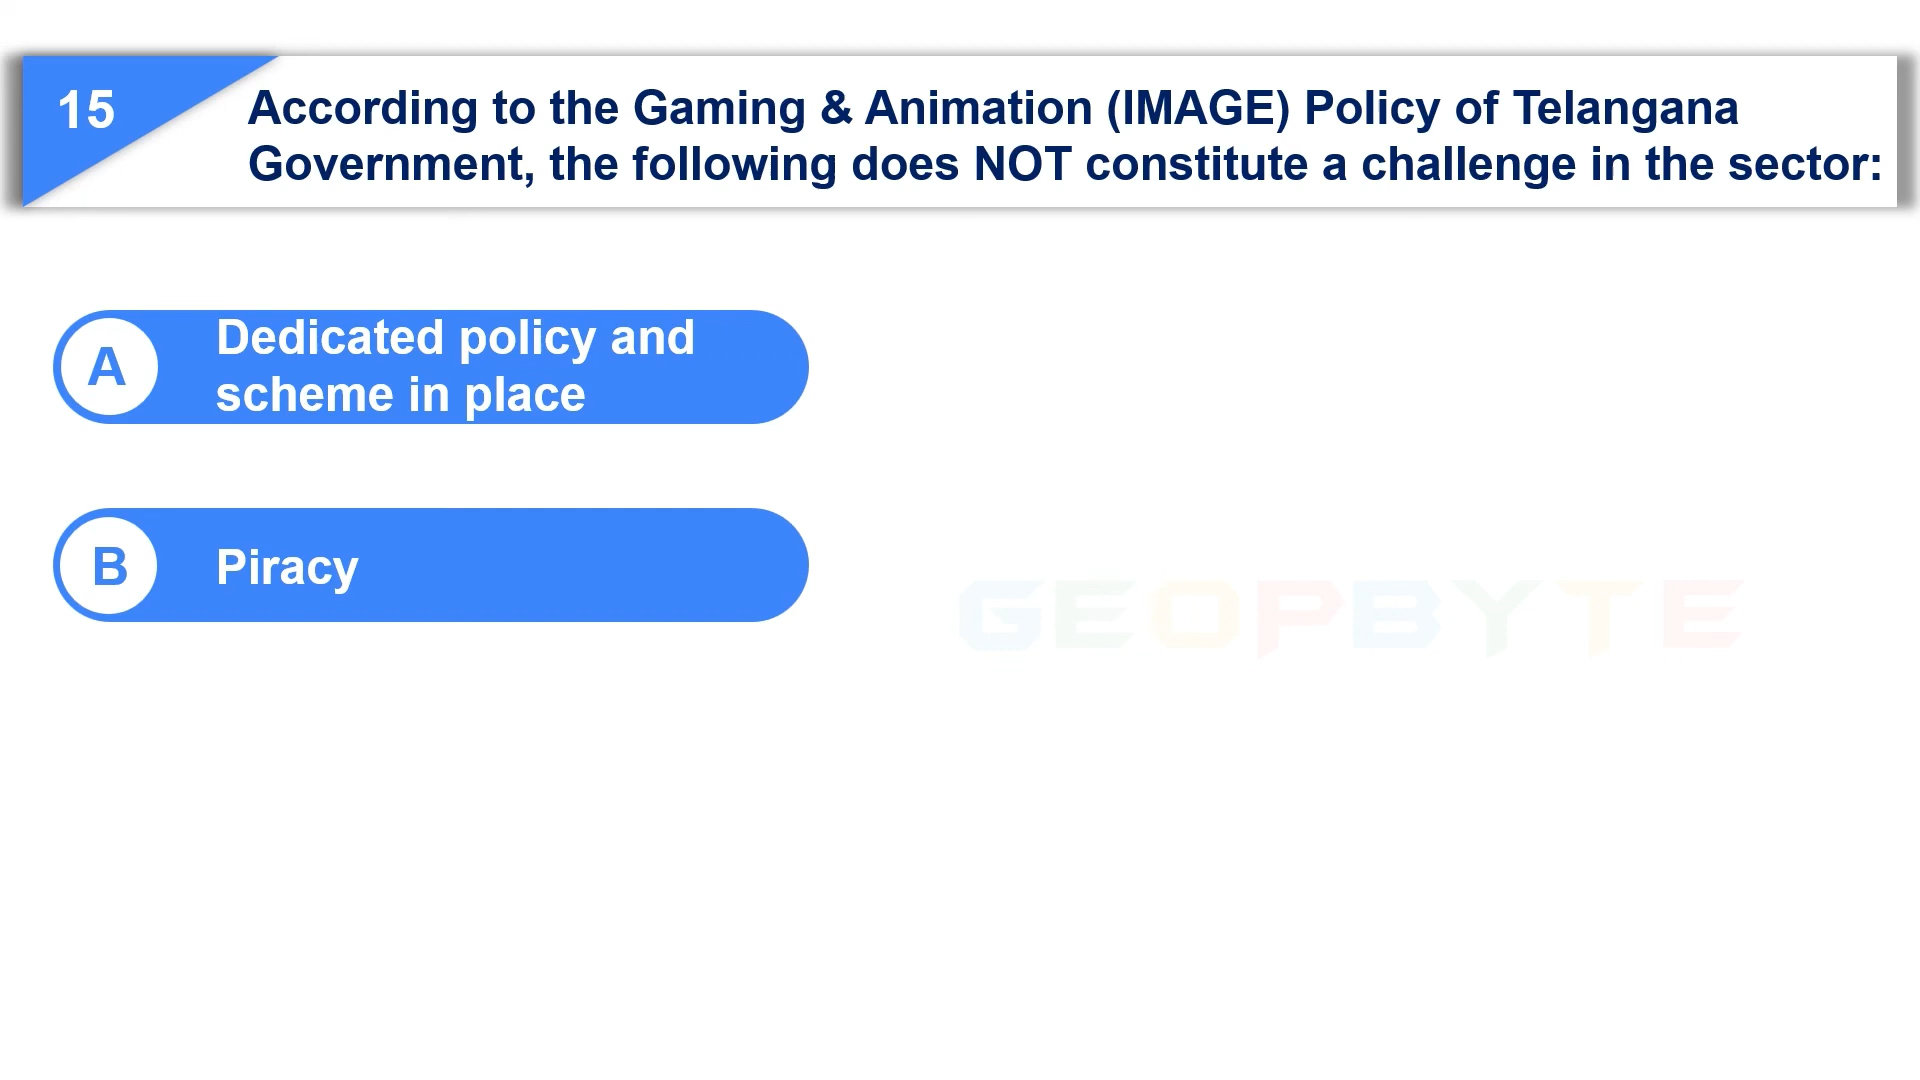 15
According to the Gaming & Animation (IMAGE) Policy of Telangana
Government, the following does NOT constitute a challenge in the sector:
A
Dedicated policy and
scheme in place
B
Piracy
GEOPBYTE